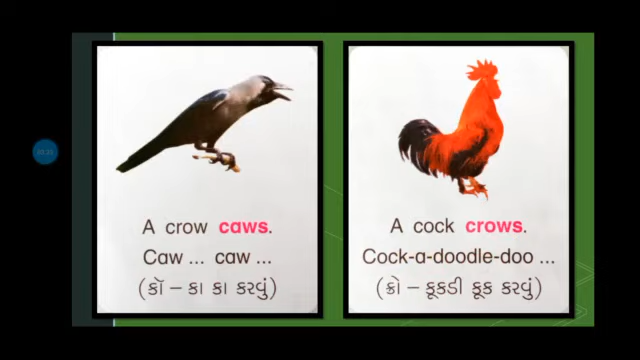 A crow caws.
Caw ... caw ...
(કૉ – કા કા કરવું)
A cock crows.
Cock-a-doodle-doo ...
(ક્રો – કૂકડી કૂક કરવું)